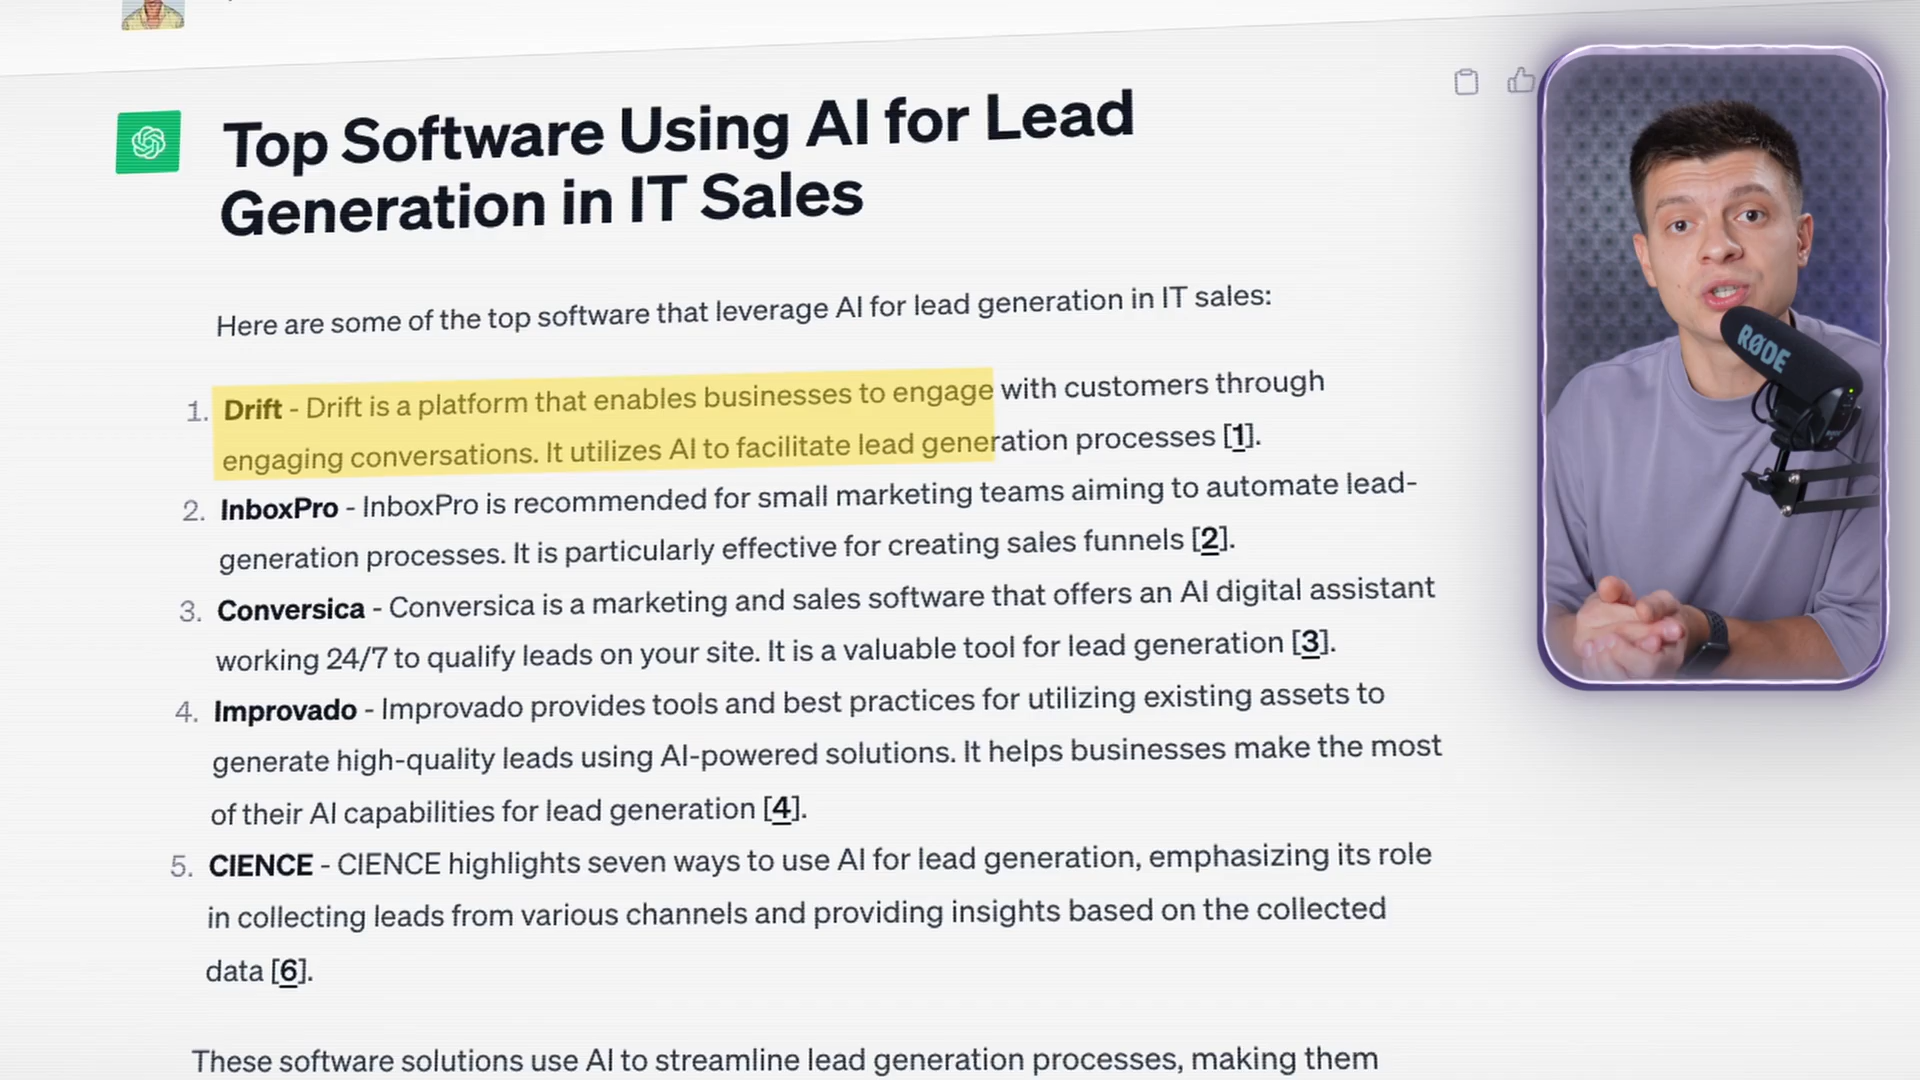 Top Software Using AI for Lead
Generation in IT Sales
Here are some of the top software that leverage AI for lead generation in IT sales:
1. Drift - Drift is a platform that enables businesses to engage with customers through
engaging conversations. It utilizes AI to facilitate lead generation processes [1].
2. InboxPro - InboxPro is recommended for small marketing teams aiming to automate lead-
generation processes. It is particularly effective for creating sales funnels [2].
3. Conversica - Conversica is a marketing and sales software that offers an AI digital assistant
working 24/7 to qualify leads on your site. It is a valuable tool for lead generation [3].
4. Improvado - Improvado provides tools and best practices for utilizing existing assets to
generate high-quality leads using AI-powered solutions. It helps businesses make the most
of their AI capabilities for lead generation [4].
5. CIENCE - CIENCE highlights seven ways to use AI for lead generation, emphasizing its role
in collecting leads from various channels and providing insights based on the collected
data [6].
These software solutions use AI to streamline lead generation processes, making them
RØDE